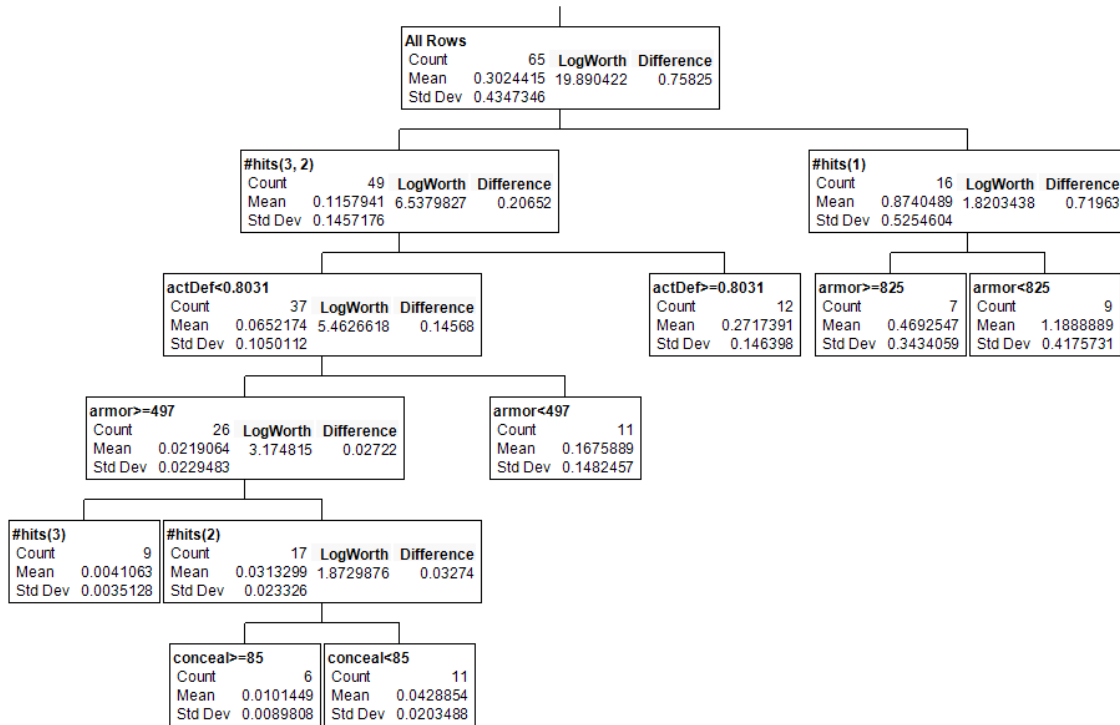 All Rows
Count 65 LogWorth Difference
Mean 0.3024415 19.890422 0.75825
Std Dev 0.4347346
#hits(3, 2)
Count 49 LogWorth Difference
Mean 0.1157941 6.5379827 0.20652
Std Dev 0.1457176
#hits(1)
Count 16 LogWorth Difference
Mean 0.8740489 1.8203438 0.71963
Std Dev 0.5254604
actDef<0.8031
Count 37 LogWorth Difference
Mean 0.0652174 5.4626618 0.14568
Std Dev 0.1050112
actDef>=0.8031
Count 12
Mean 0.2717391
Std Dev 0.146398
armor>=825
Count 7
Mean 0.4692547
Std Dev 0.3434059
armor<825
Count 9
Mean 1.1888889
Std Dev 0.4175731
armor>=497
Count 26 LogWorth Difference
Mean 0.0219064 3.174815 0.02722
Std Dev 0.0229483
armor<497
Count 11
Mean 0.1675889
Std Dev 0.1482457
#hits(3)
Count 9
Mean 0.0041063
Std Dev 0.0035128
#hits(2)
Count 17 LogWorth Difference
Mean 0.0313299 1.8729876 0.03274
Std Dev 0.023326
conceal>=85
Count 6
Mean 0.0101449
Std Dev 0.0089808
conceal<85
Count 11
Mean 0.0428854
Std Dev 0.0203488